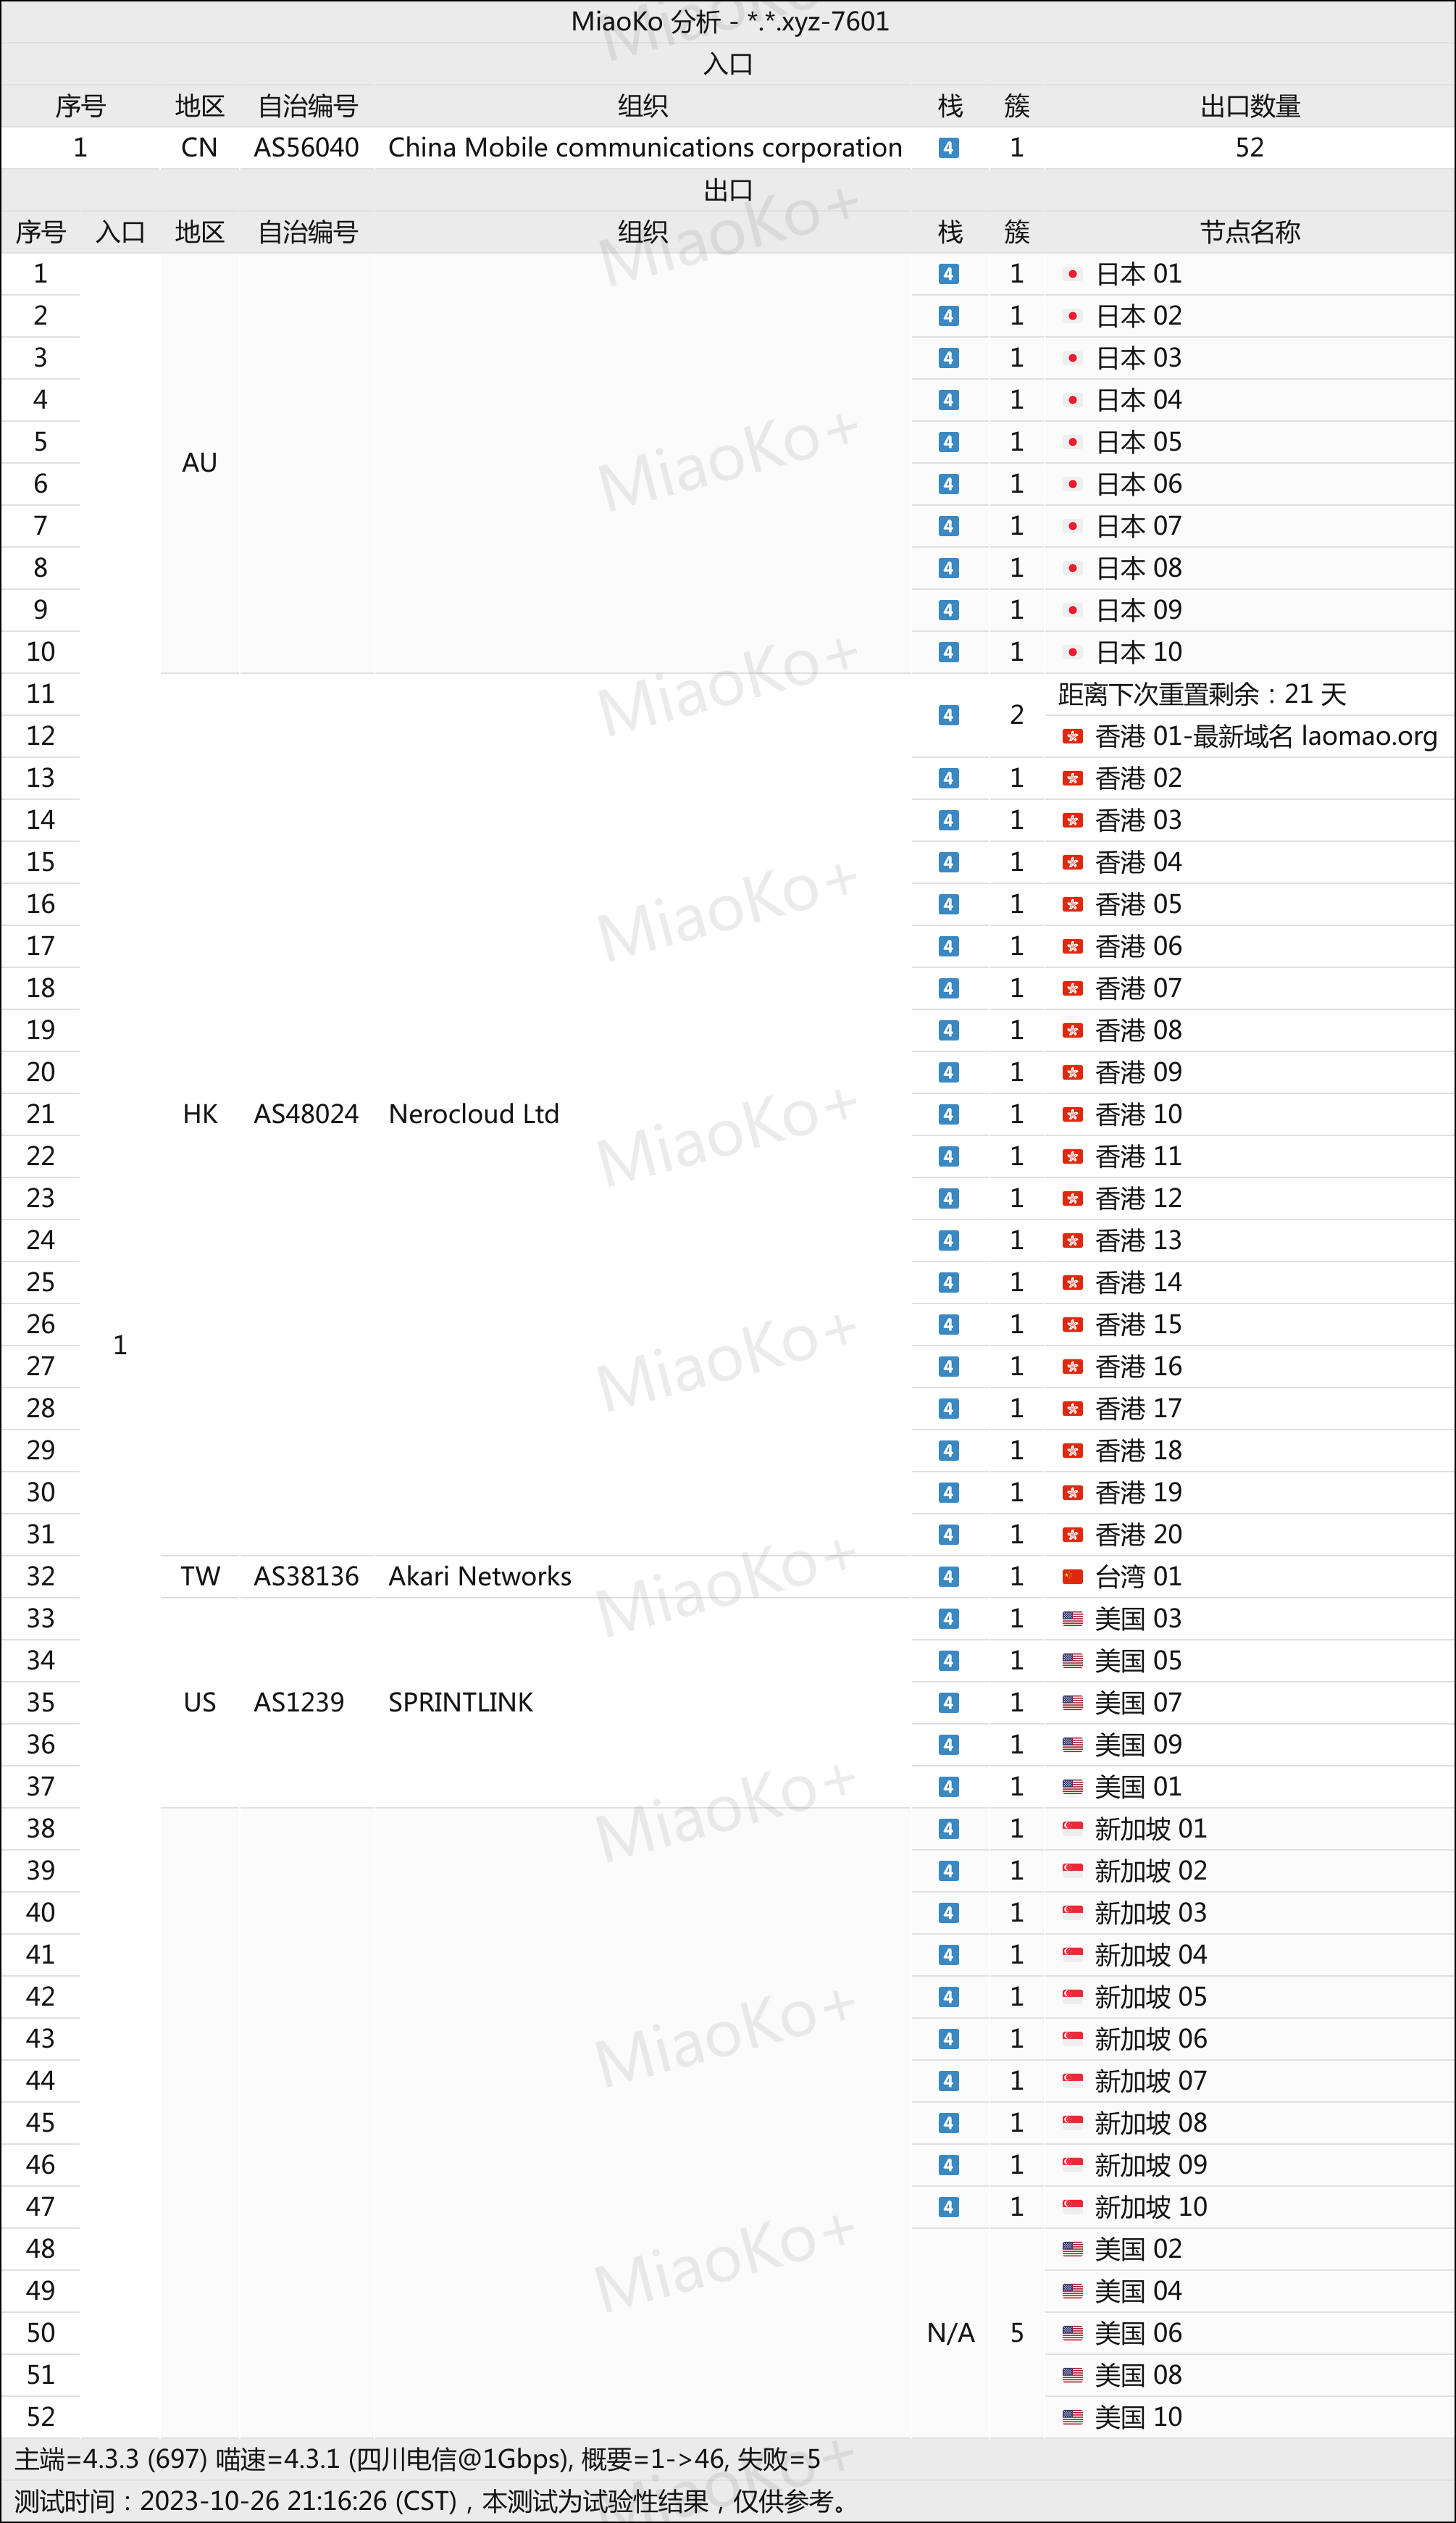 MiaoKo 分析 - *.*.xyz-7601
入口
序号 地区 自治编号 组织 栈 簇 出口数量
1 CN AS56040 China Mobile communications corporation 4 1 52
出口
序号 入口 地区 自治编号 组织 栈 簇 节点名称
1 4 1 日本 01
2 4 1 日本 02
3 4 1 日本 03
4 4 1 日本 04
5 4 1 日本 05
AU
6 4 1 日本 06
7 4 1 日本 07
8 4 1 日本 08
9 4 1 日本 09
10 4 1 日本 10
11 距离下次重置剩余：21 天
4 2
12 香港 01-最新域名 laomao.org
13 4 1 香港 02
14 4 1 香港 03
15 4 1 香港 04
16 4 1 香港 05
17 4 1 香港 06
18 4 1 香港 07
19 4 1 香港 08
20 4 1 香港 09
21 HK AS48024 Nerocloud Ltd 4 1 香港 10
22 4 1 香港 11
23 4 1 香港 12
24 4 1 香港 13
25 4 1 香港 14
26 4 1 香港 15
1
27 4 1 香港 16
28 4 1 香港 17
29 4 1 香港 18
30 4 1 香港 19
31 4 1 香港 20
32 TW AS38136 Akari Networks 4 1 台湾 01
33 4 1 美国 03
34 4 1 美国 05
35 US AS1239 SPRINTLINK 4 1 美国 07
36 4 1 美国 09
37 4 1 美国 01
38 4 1 新加坡 01
39 4 1 新加坡 02
40 4 1 新加坡 03
41 4 1 新加坡 04
42 4 1 新加坡 05
43 4 1 新加坡 06
44 4 1 新加坡 07
45 4 1 新加坡 08
46 4 1 新加坡 09
47 4 1 新加坡 10
48 美国 02
49 美国 04
50 N/A 5 美国 06
51 美国 08
52 美国 10
主端=4.3.3 (697) 喵速=4.3.1 (四川电信@1Gbps), 概要=1->46, 失败=5
测试时间：2023-10-26 21:16:26 (CST)，本测试为试验性结果，仅供参考。
MiaoKo+
MiaoKo+
MiaoKo+
MiaoKo+
MiaoKo+
MiaoKo+
MiaoKo+
MiaoKo+
MiaoKo+
MiaoKo+
MiaoKo+
MiaoKo+